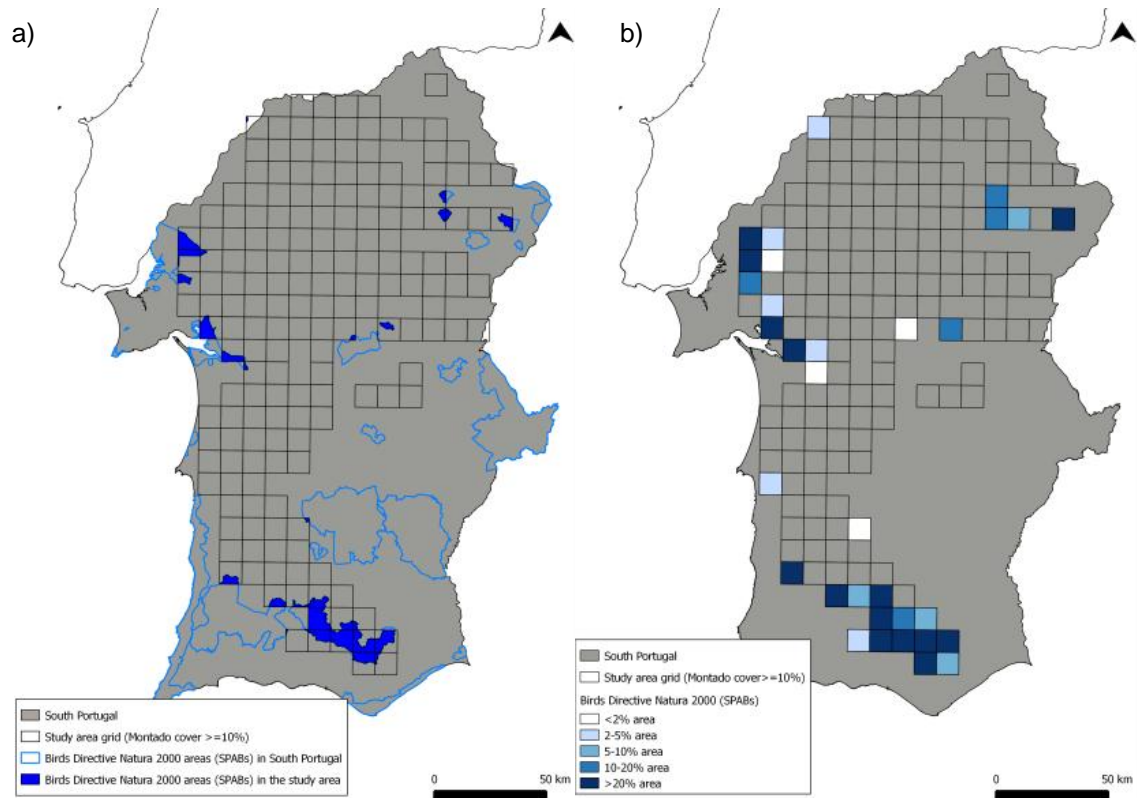 a)
b)
South Portugal
Study area grid (Montado cover >=10%)
Birds Directive Natura 2000 areas (SPABs) in South Portugal
Birds Directive Natura 2000 areas (SPABs) in the study area
0 50 km
South Portugal
Study area grid (Montado cover>=10%)
Birds Directive Natura 2000 (SPABs)
<2% area
2-5% area
5-10% area
10-20% area
>20% area
0 50 km